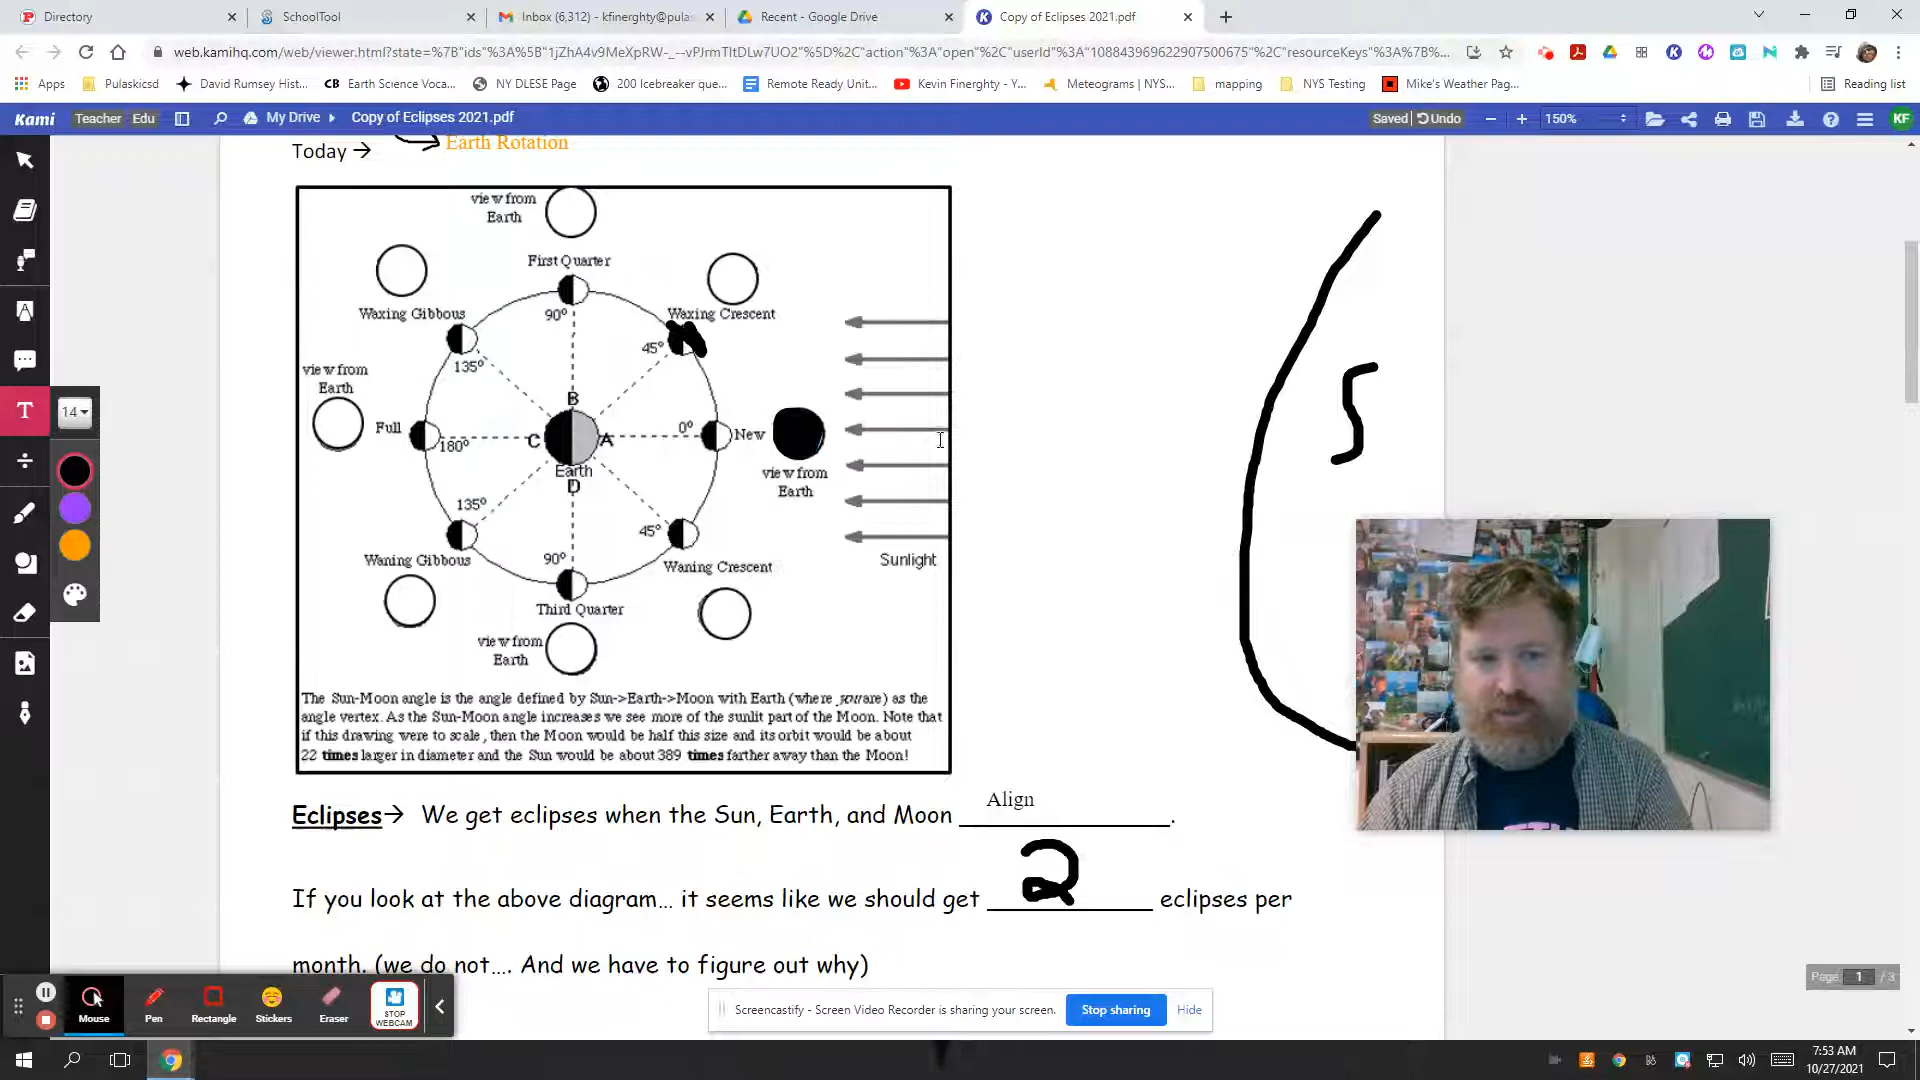 Directory
SchoolTool
Inbox (6,312) - kfinerghty@pulas
Recent - Google Drive
Copy of Eclipses 2021.pdf
web.kamihq.com/web/viewer.html?state=%7B"ids"%3A%5B"1jZhA4v9MeXpRW-_--vPJrmTltDLw7UO2"%5D%2C"action"%3A"open"%2C"userId"%3A"108843969622907500675"%2C"resourceKeys"%3A%7B%...
Apps
Pulaskicsd
David Rumsey Hist...
CB Earth Science Voca...
NY DLESE Page
200 Icebreaker que...
Remote Ready Unit...
Kevin Finerghty - Y...
Meteograms | NYS...
mapping
NYS Testing
Mike's Weather Pag...
Reading list
Kami
Teacher
Edu
My Drive
Copy of Eclipses 2021.pdf
Saved
Undo
150%
KF
Today →
Earth Rotation
view from
Earth
First Quarter
Waxing Gibbous
Waxing Crescent
90º
45º
135º
view from
Earth
Full
180º
B
C
A
Earth
D
0º
New
view from
Earth
135º
45º
90º
Waning Gibbous
Waning Crescent
Third Quarter
view from
Earth
Sunlight
The Sun-Moon angle is the angle defined by Sun->Earth->Moon with Earth (where you are) as the
angle vertex. As the Sun-Moon angle increases we see more of the sunlit part of the Moon. Note that
if this drawing were to scale, then the Moon would be half this size and its orbit would be about
22 times larger in diameter and the Sun would be about 389 times farther away than the Moon!
S
T
14
Eclipses→ We get eclipses when the Sun, Earth, and Moon Align.
If you look at the above diagram… it seems like we should get 2 eclipses per
month. (we do not…. And we have to figure out why)
Page 1 / 3
Mouse
Pen
Rectangle
Stickers
Eraser
STOP
WEBCAM
Screencastify - Screen Video Recorder is sharing your screen.
Stop sharing
Hide
7:53 AM
10/27/2021